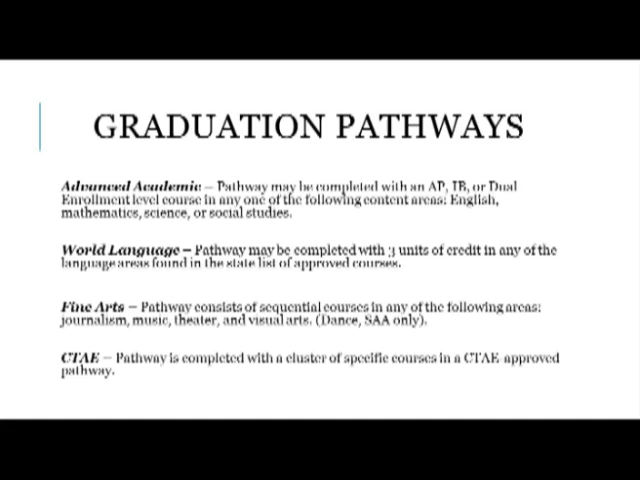 GRADUATION PATHWAYS
Advanced Academic – Pathway may be completed with an AP, IB, or Dual
Enrollment level course in any one of the following content areas: English,
mathematics, science, or social studies.
World Language – Pathway may be completed with 3 units of credit in any of the
language areas found in the state list of approved courses.
Fine Arts – Pathway consists of sequential courses in any of the following areas:
journalism, music, theater, and visual arts. (Dance, SAA only).
CTAE – Pathway is completed with a cluster of specific courses in a CTAE approved
pathway.